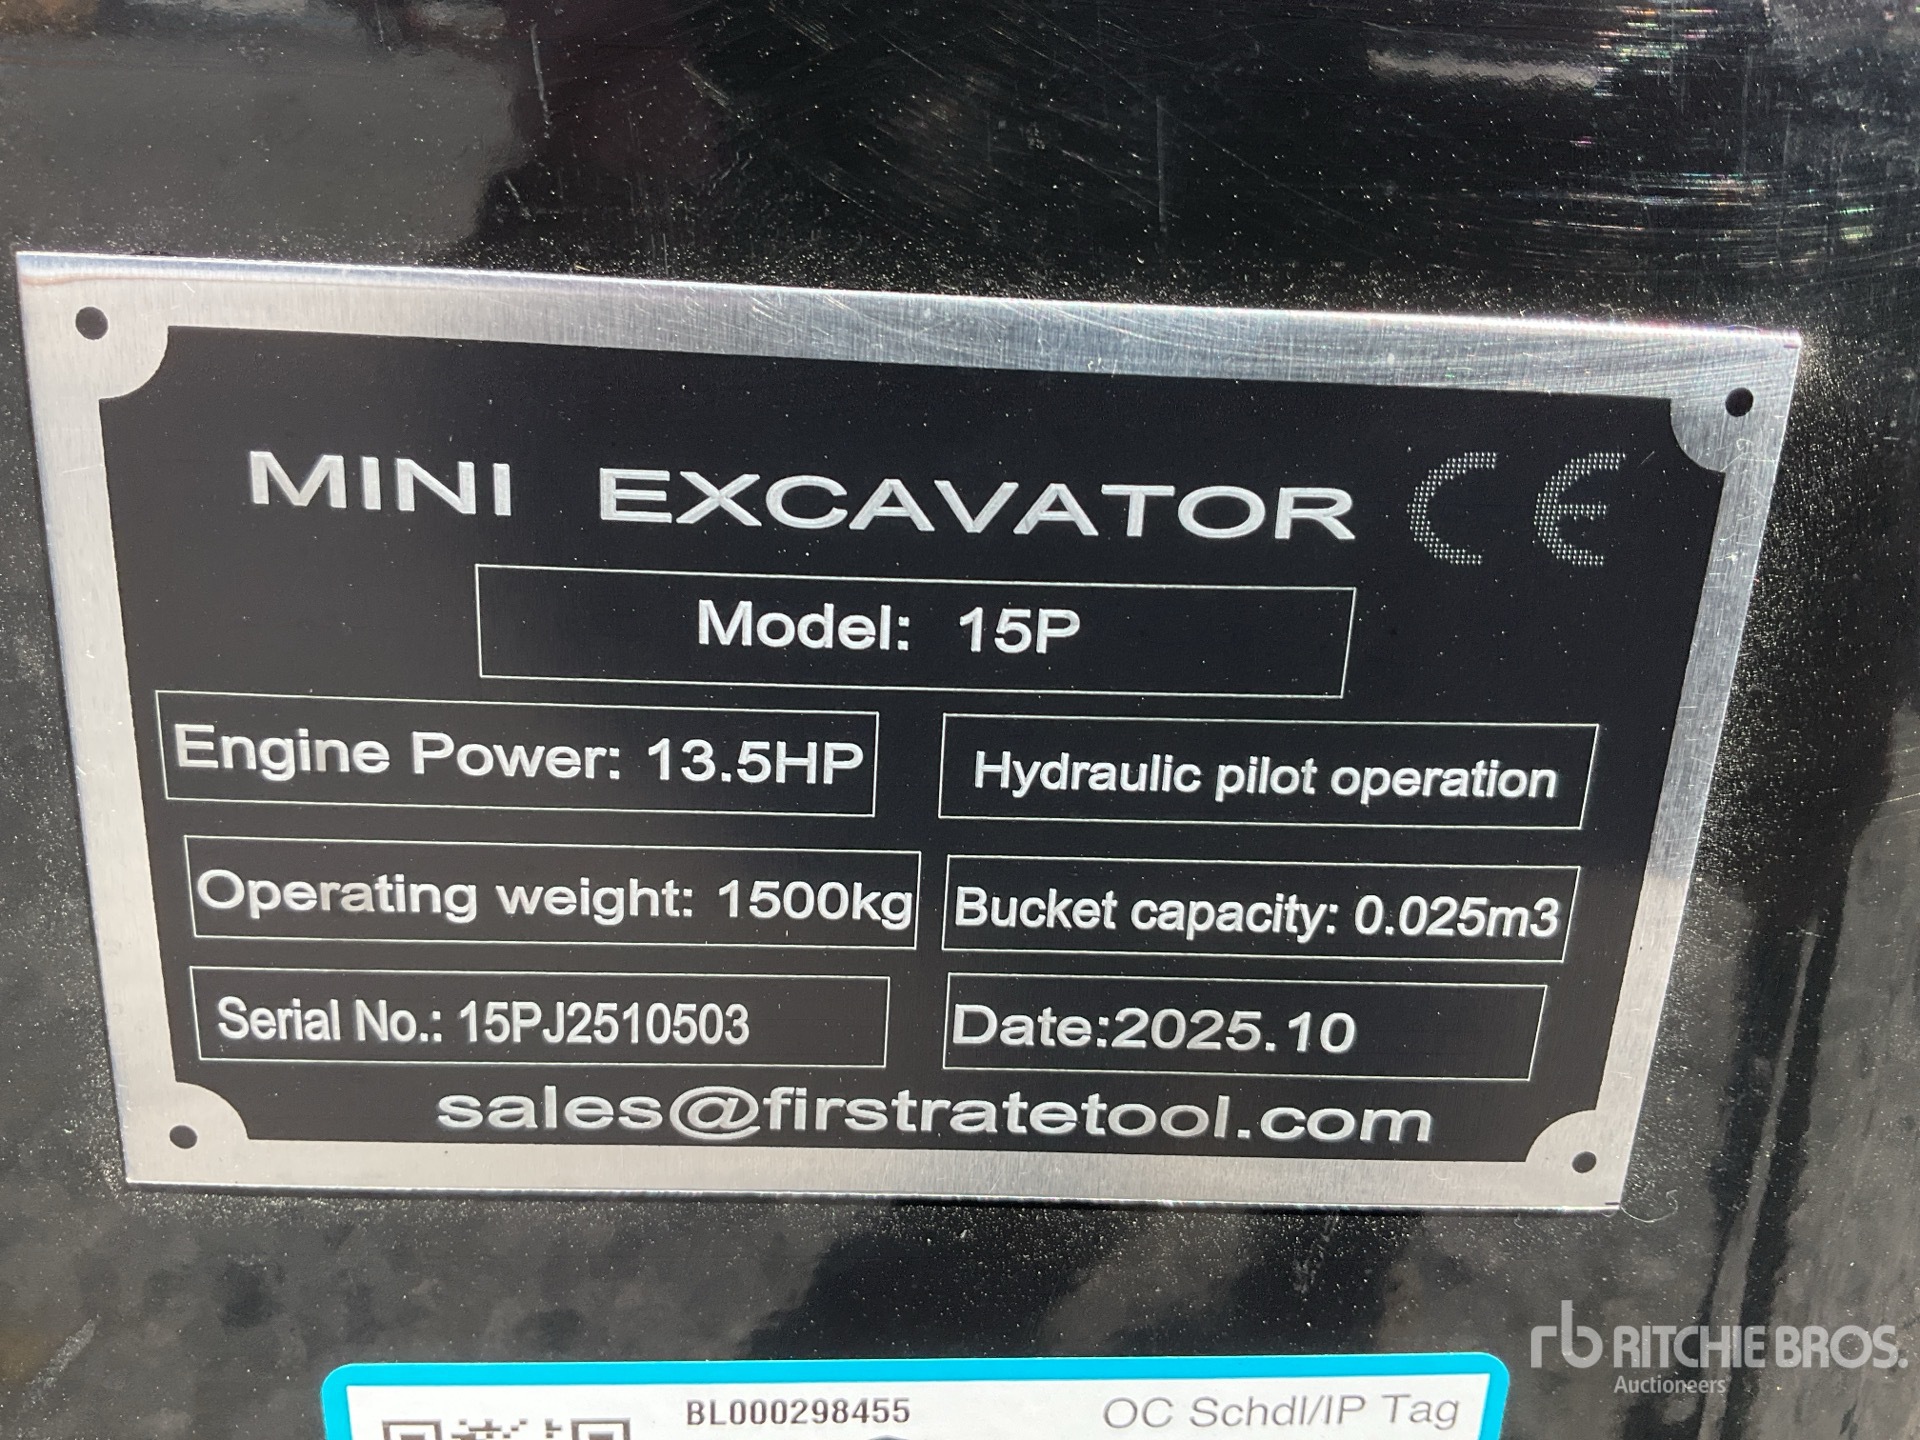 MINI EXCAVATOR CE
Model: 15P
Engine Power: 13.5HP
Hydraulic pilot operation
Operating weight: 1500kg
Bucket capacity: 0.025m3
Serial No.: 15PJ2510503
Date:2025.10
sales@firstratetool.com
rb RITCHIE BROS.
Auctioneers
BL000298455
OC Schdl/IP Tag